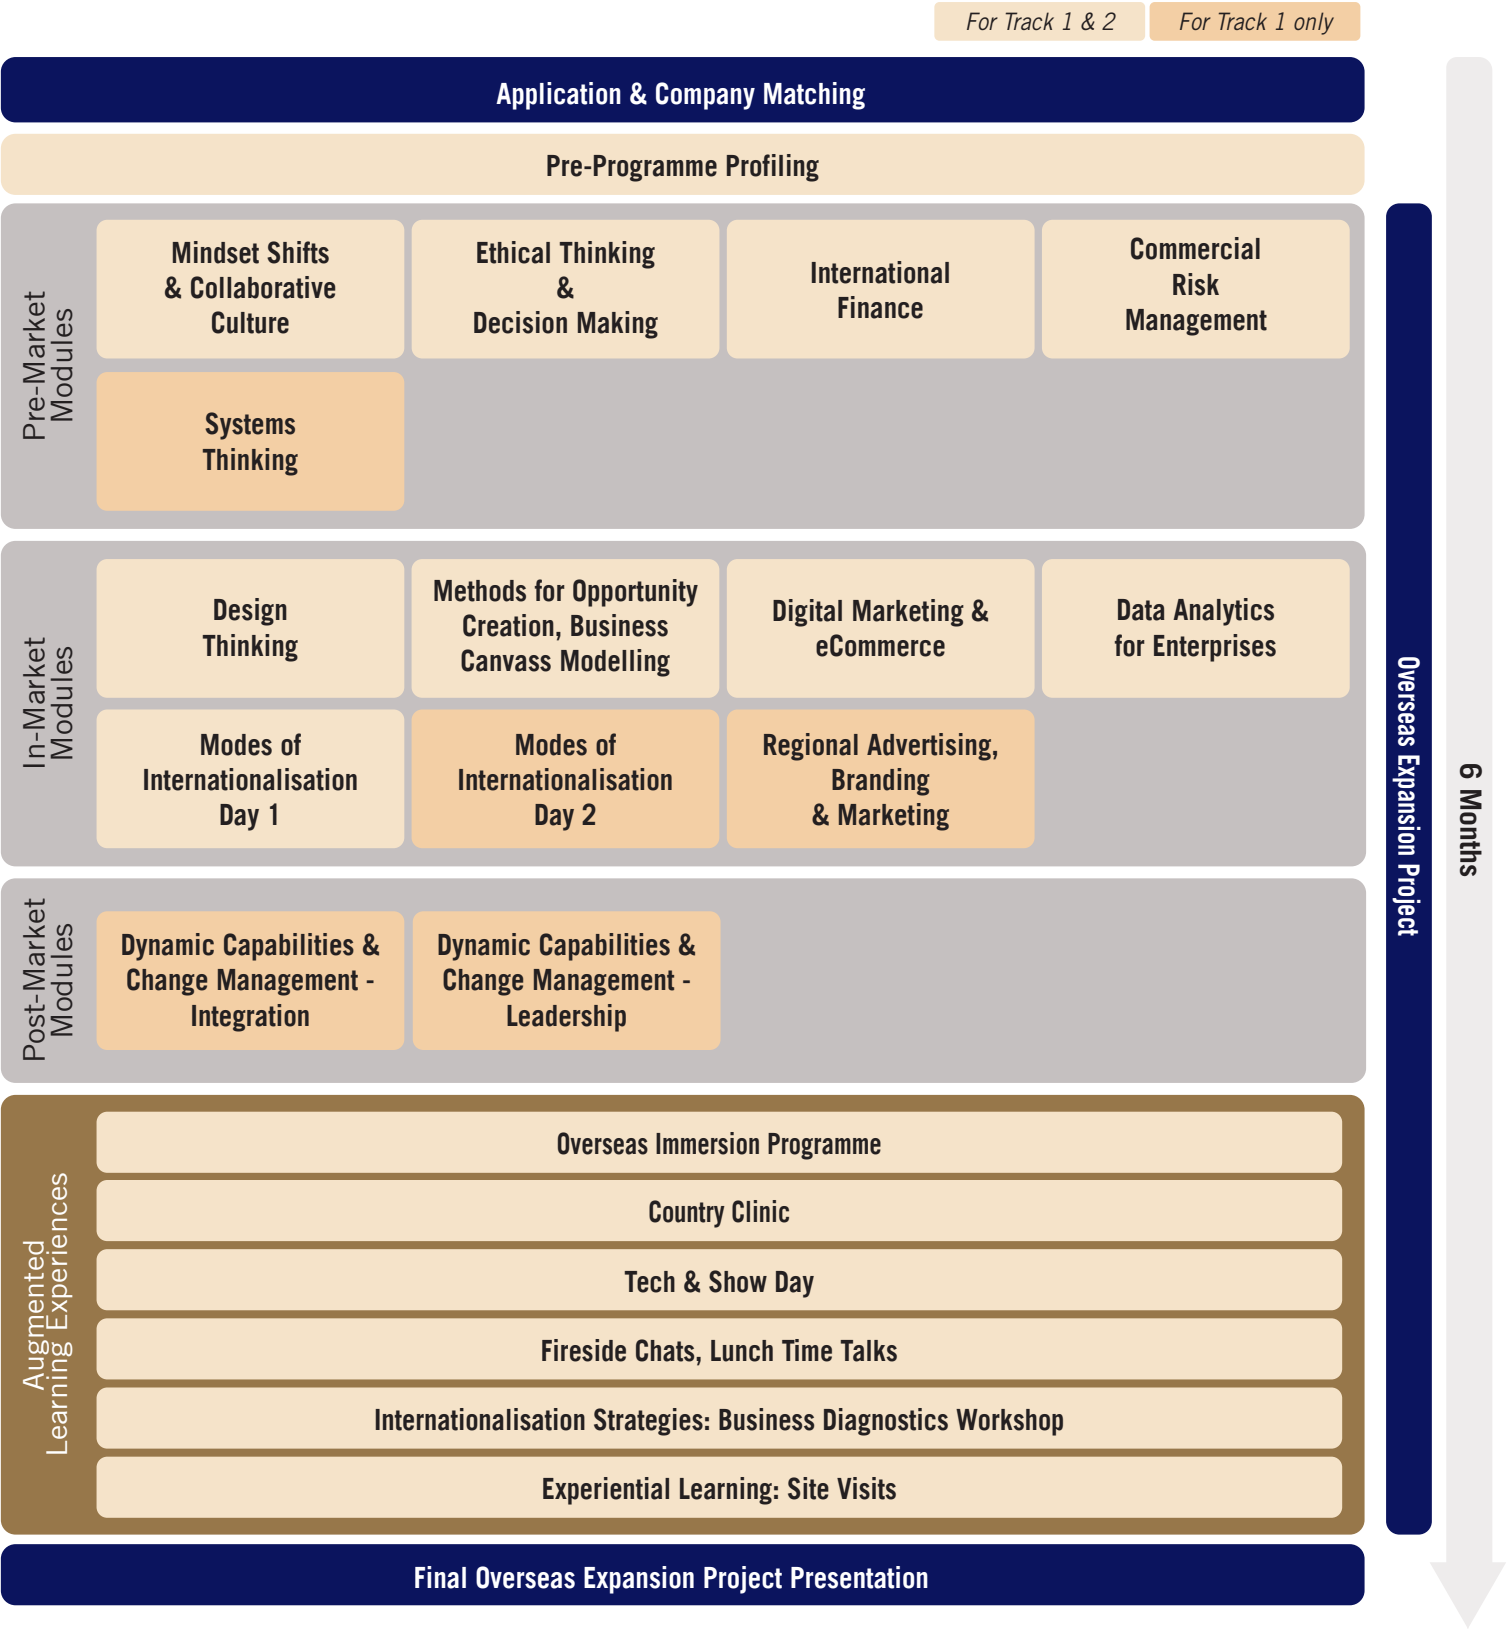 For Track 1 & 2
For Track 1 only
Application & Company Matching
Pre-Programme Profiling
Pre-Market
Modules
Mindset Shifts
& Collaborative
Culture
Ethical Thinking
&
Decision Making
International
Finance
Commercial
Risk
Management
Systems
Thinking
In-Market
Modules
Design
Thinking
Methods for Opportunity
Creation, Business
Canvass Modelling
Digital Marketing &
eCommerce
Data Analytics
for Enterprises
Modes of
Internationalisation
Day 1
Modes of
Internationalisation
Day 2
Regional Advertising,
Branding
& Marketing
Post-Market
Modules
Dynamic Capabilities &
Change Management -
Integration
Dynamic Capabilities &
Change Management -
Leadership
Augmented
Learning Experiences
Overseas Immersion Programme
Country Clinic
Tech & Show Day
Fireside Chats, Lunch Time Talks
Internationalisation Strategies: Business Diagnostics Workshop
Experiential Learning: Site Visits
Final Overseas Expansion Project Presentation
Overseas Expansion Project
6 Months